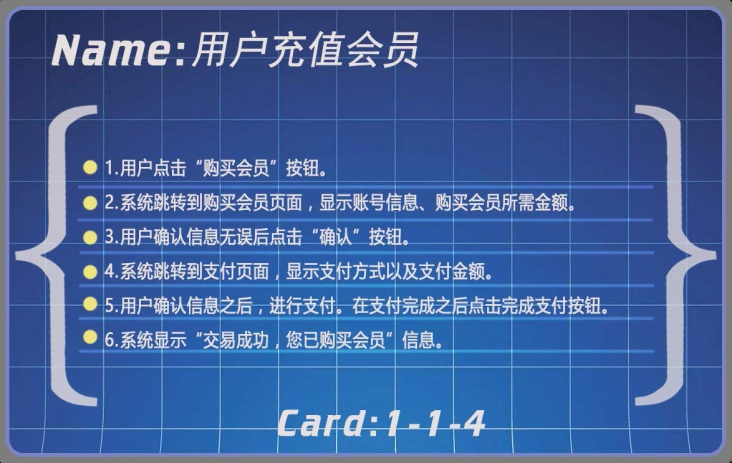 Name:用户充值会员
1.用户点击“购买会员”按钮。
2.系统跳转到购买会员页面，显示账号信息、购买会员所需金额。
3.用户确认信息无误后点击“确认”按钮。
4.系统跳转到支付页面，显示支付方式以及支付金额。
5.用户确认信息之后，进行支付。在支付完成之后点击完成支付按钮。
6.系统显示“交易成功，您已购买会员”信息。
Card:1-1-4